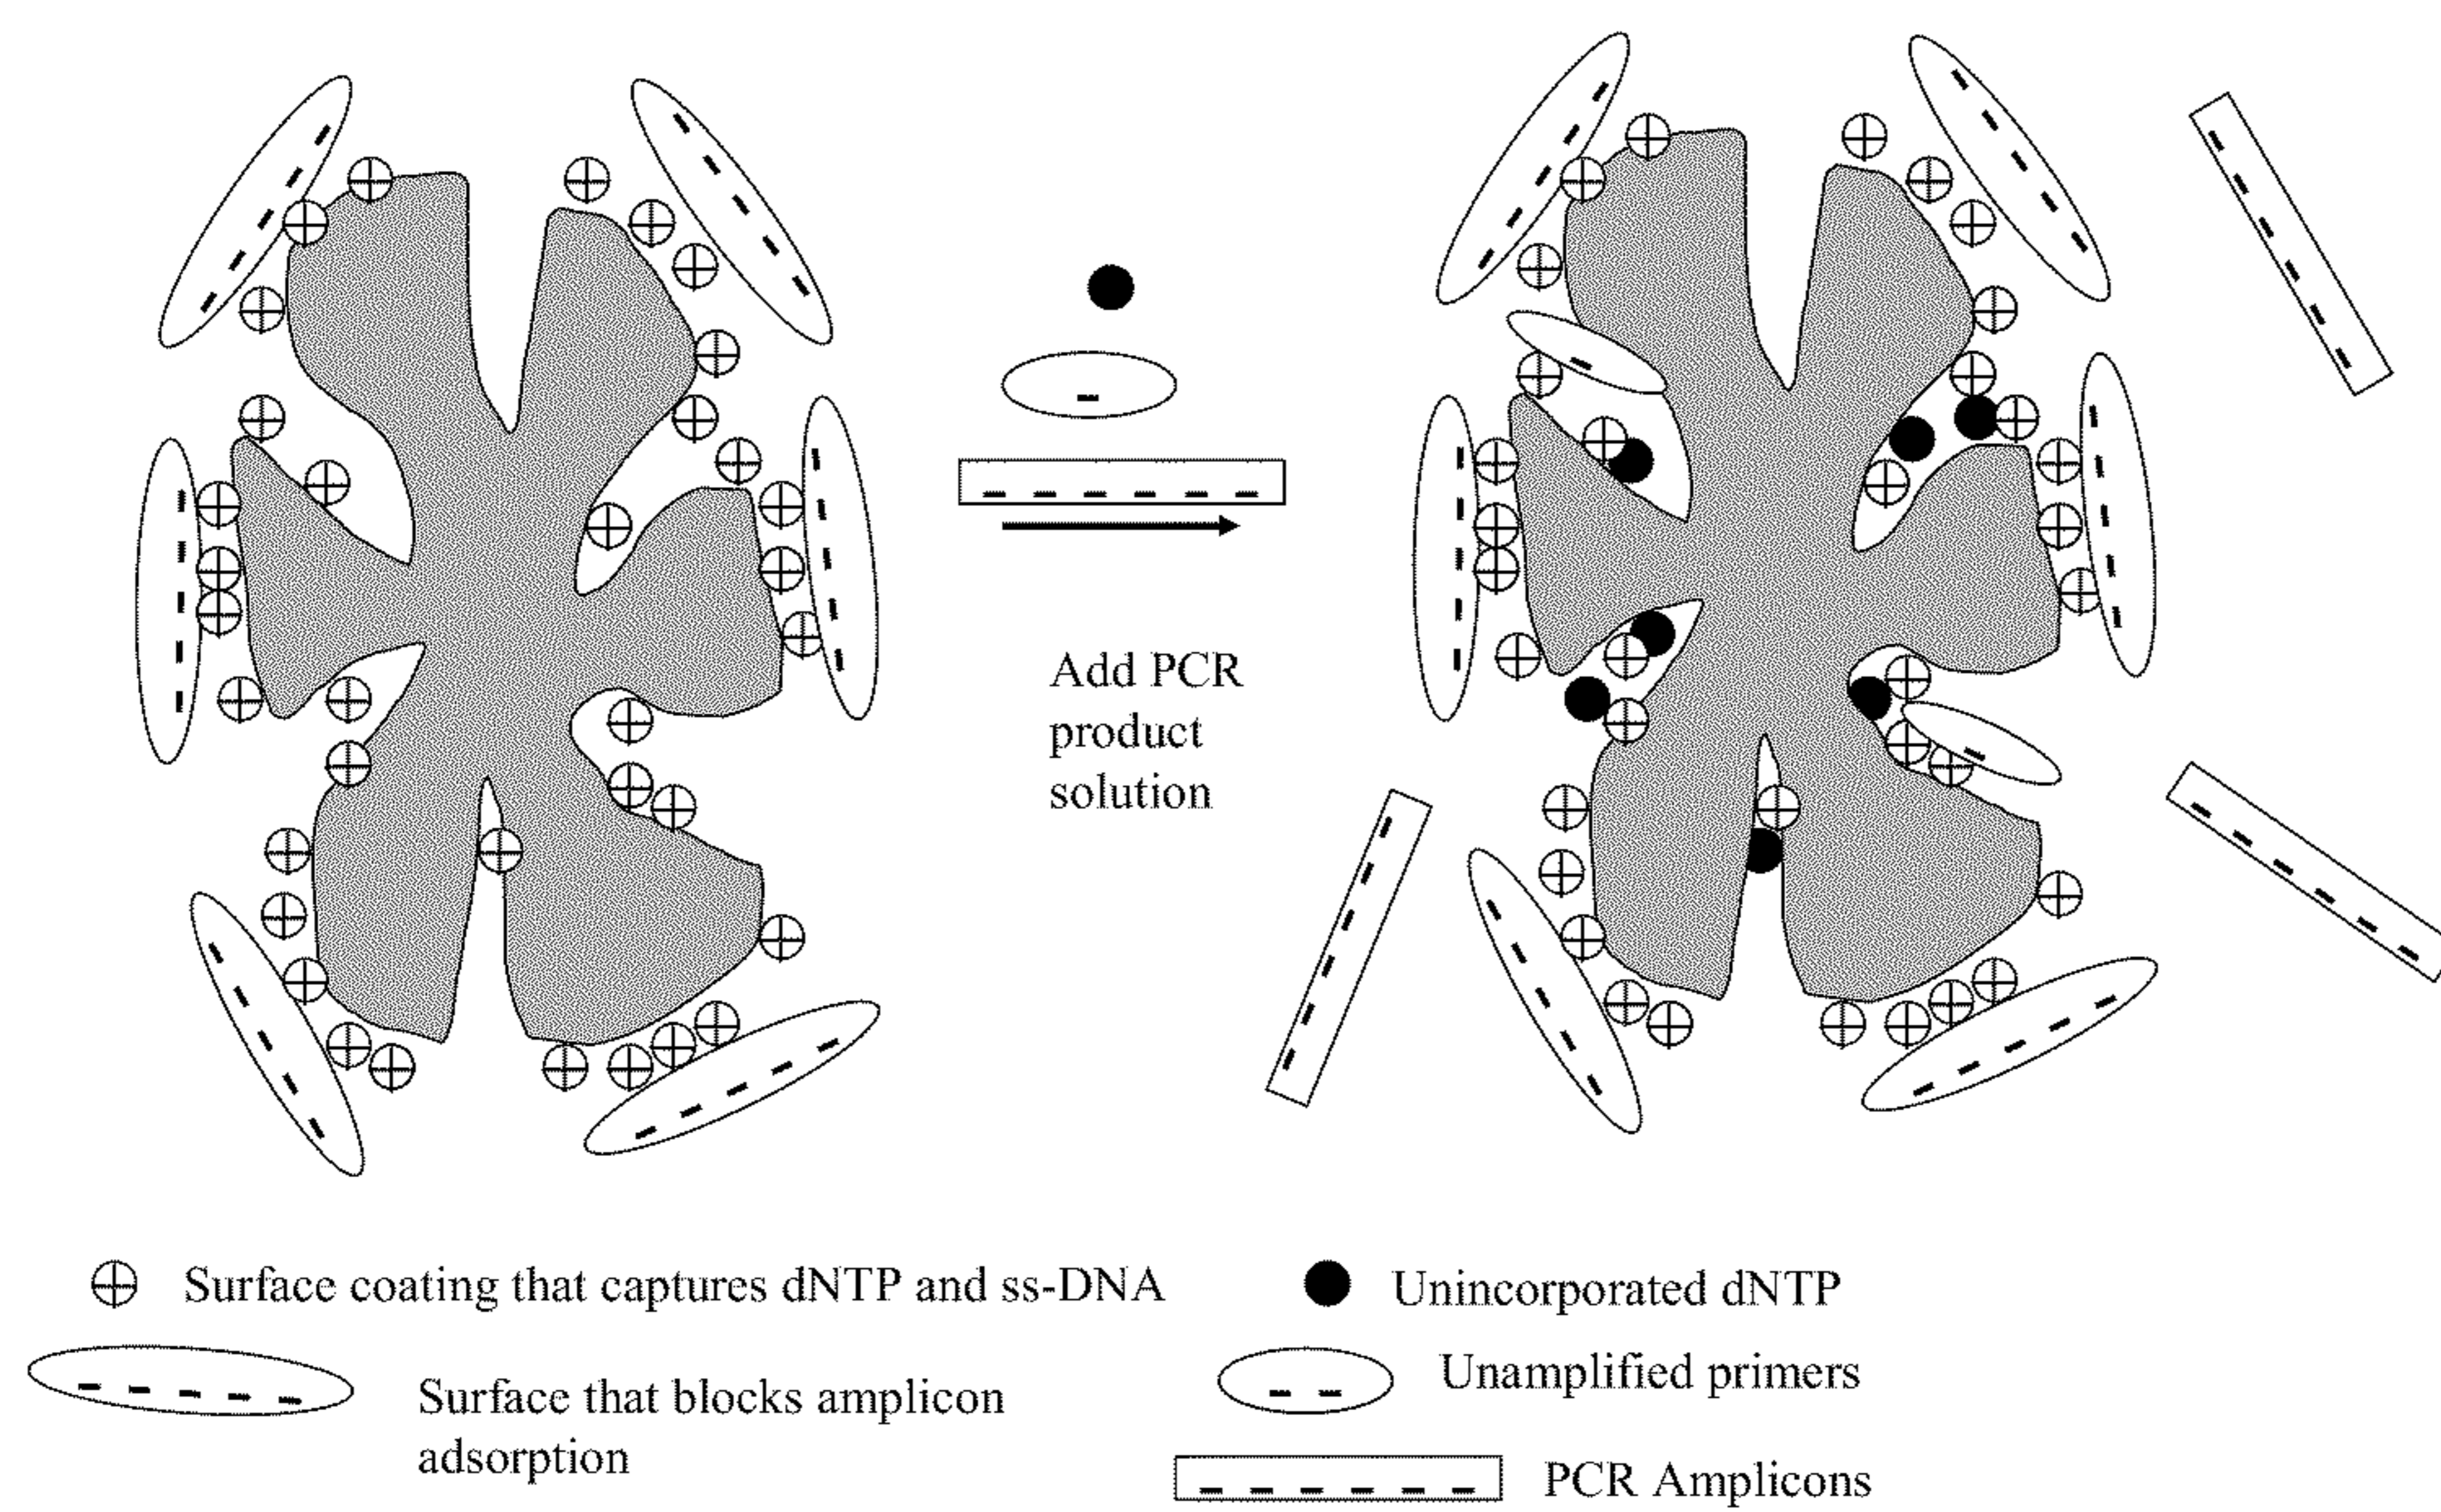 Add PCR
product
solution
Surface coating that captures dNTP and ss-DNA
Unincorporated dNTP
Surface that blocks amplicon
adsorption
Unamplified primers
PCR Amplicons